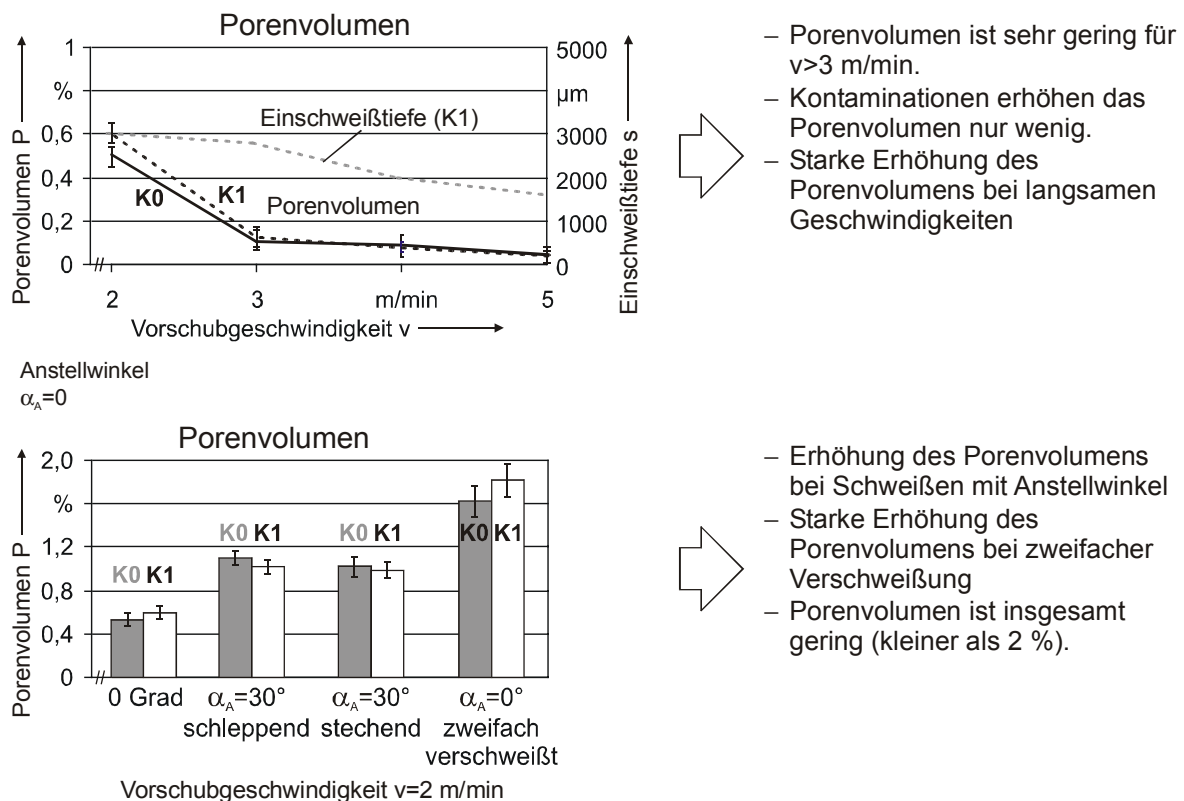 Porenvolumen
Porenvolumen P
1
%
0,6
0,4
0,2
0
5000
µm
3000
2000
1000
0
Einschweißtiefe s
Einschweißtiefe (K1)
K0
K1
Porenvolumen
2
3
m/min
5
Vorschubgeschwindigkeit v
– Porenvolumen ist sehr gering für
v>3 m/min.
– Kontaminationen erhöhen das
Porenvolumen nur wenig.
– Starke Erhöhung des
Porenvolumens bei langsamen
Geschwindigkeiten
Anstellwinkel
αA=0
Porenvolumen
Porenvolumen P
2,0
%
1,2
0,8
0,4
0
K0 K1
K0 K1
K0 K1
K0 K1
0 Grad
αA=30°
schleppend
αA=30°
stechend
αA=0°
zweifach
verschweißt
Vorschubgeschwindigkeit v=2 m/min
– Erhöhung des Porenvolumens
bei Schweißen mit Anstellwinkel
– Starke Erhöhung des
Porenvolumens bei zweifacher
Verschweißung
– Porenvolumen ist insgesamt
gering (kleiner als 2 %).